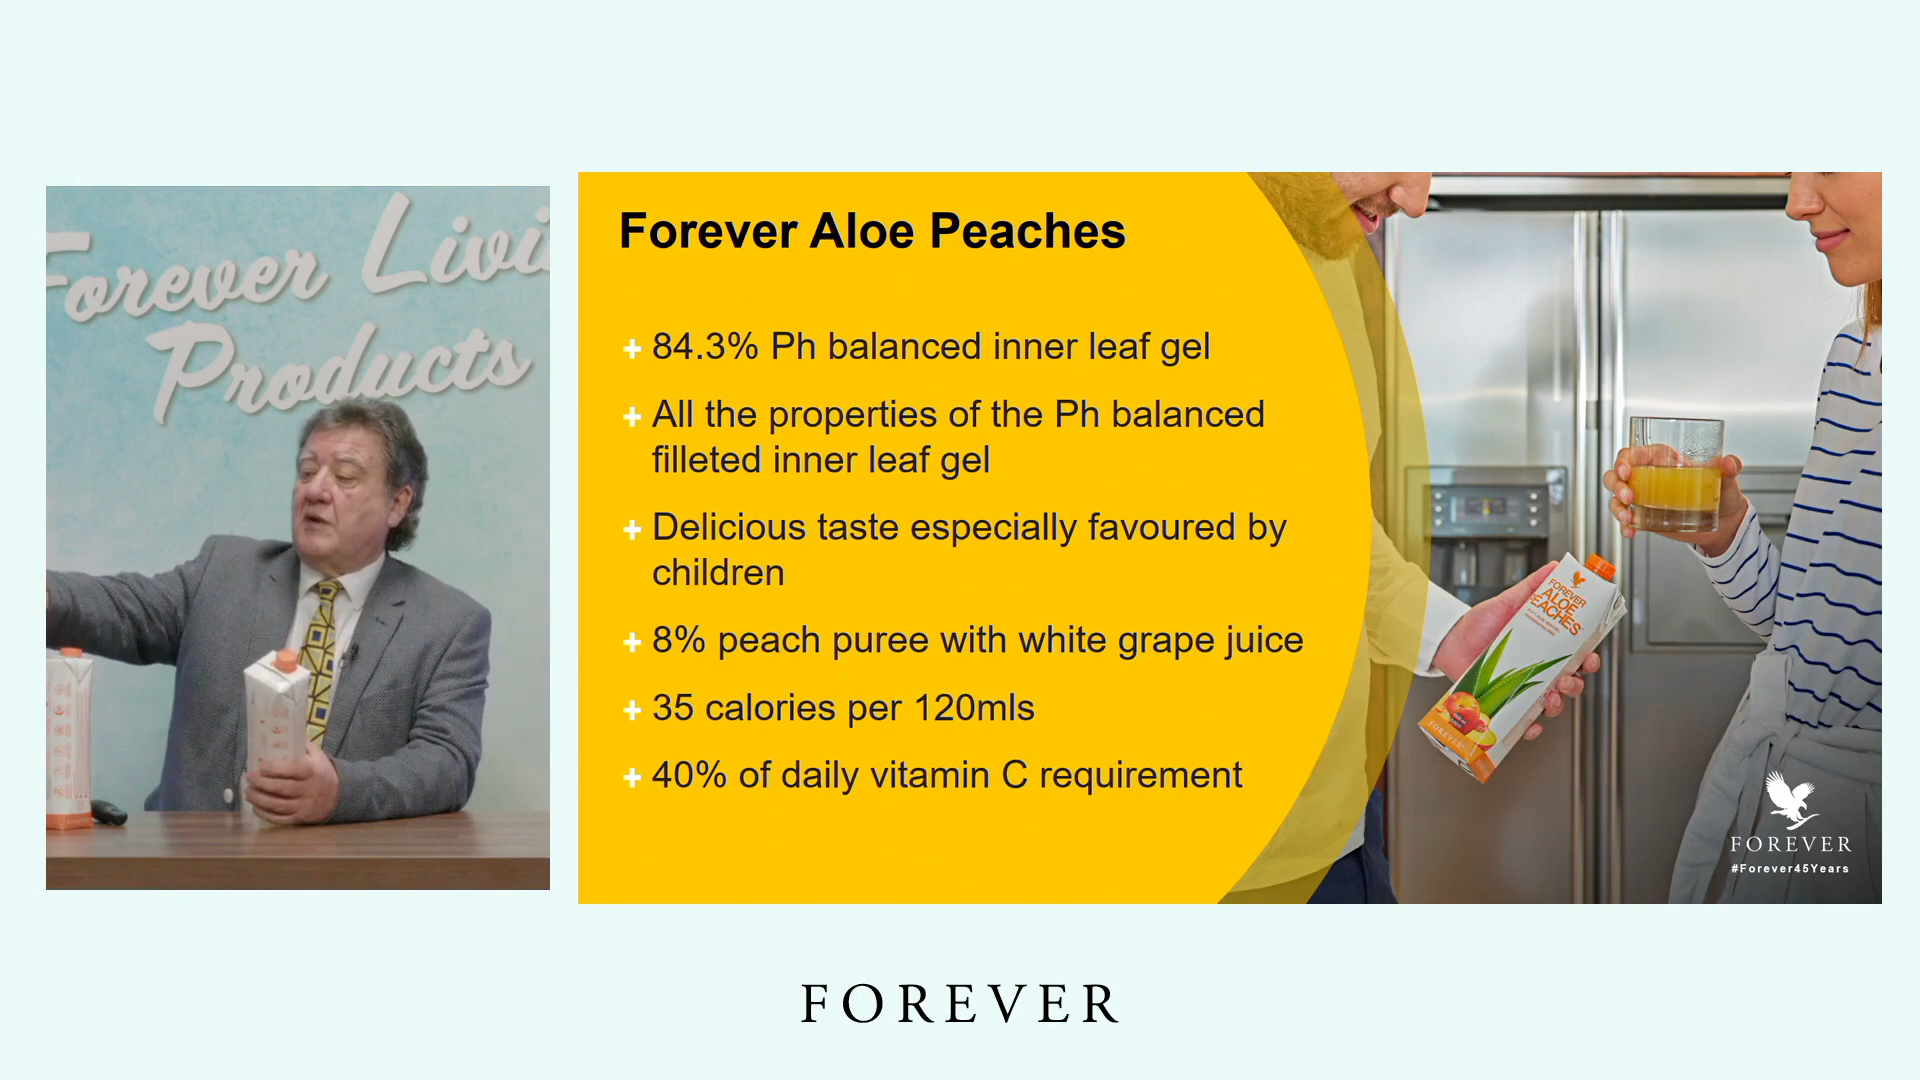 Forever Livi
Products
Forever Aloe Peaches
84.3% Ph balanced inner leaf gel
All the properties of the Ph balanced
filleted inner leaf gel
Delicious taste especially favoured by
children
8% peach puree with white grape juice
35 calories per 120mls
40% of daily vitamin C requirement
FOREVER
ALOE
PEACHES
FOREVER
FOREVER
#Forever45Years
FOREVER